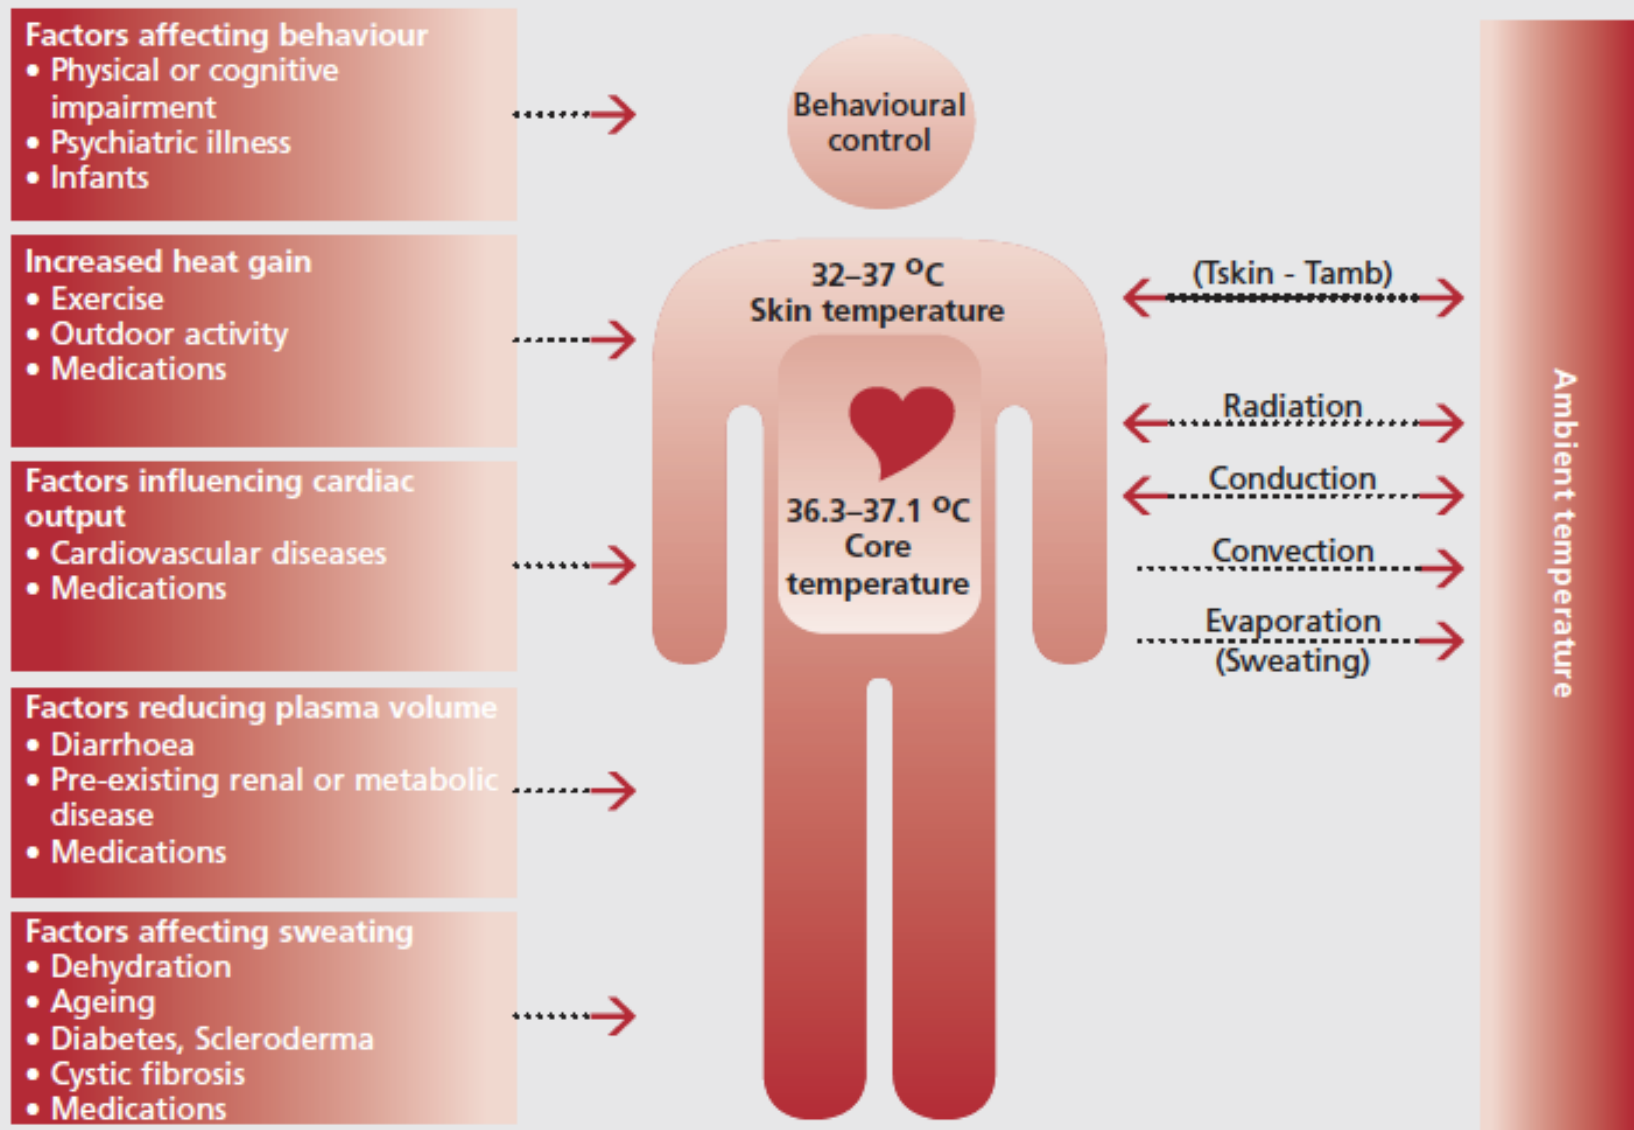 Factors affecting behaviour
• Physical or cognitive
impairment
• Psychiatric illness
• Infants
Increased heat gain
• Exercise
• Outdoor activity
• Medications
Factors influencing cardiac
output
• Cardiovascular diseases
• Medications
Factors reducing plasma volume
• Diarrhoea
• Pre-existing renal or metabolic
disease
• Medications
Factors affecting sweating
• Dehydration
• Ageing
• Diabetes, Scleroderma
• Cystic fibrosis
• Medications
Behavioural
control
32–37 °C
Skin temperature
36.3–37.1 °C
Core
temperature
(Tskin - Tamb)
Radiation
Conduction
Convection
Evaporation
(Sweating)
Ambient temperature